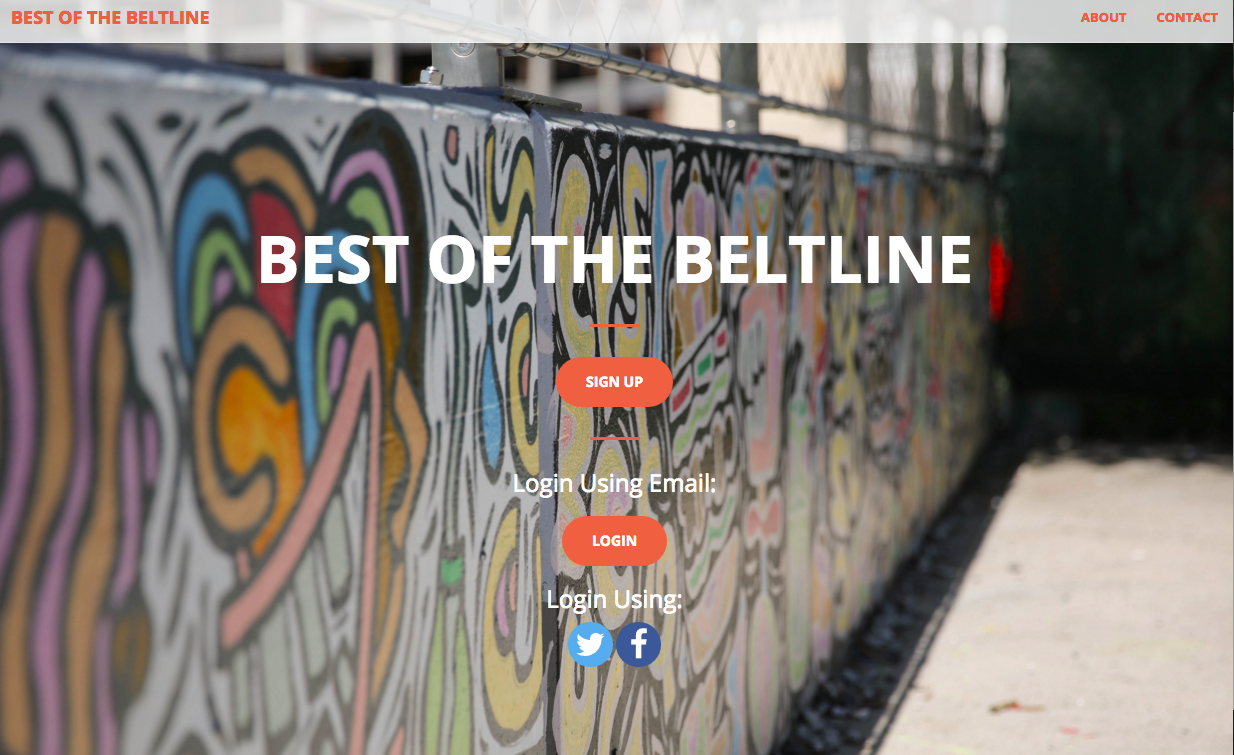 BEST OF THE BELTLINE
ABOUT
CONTACT
BEST OF THE BELTLINE
SIGN UP
Login Using Email:
LOGIN
Login Using: